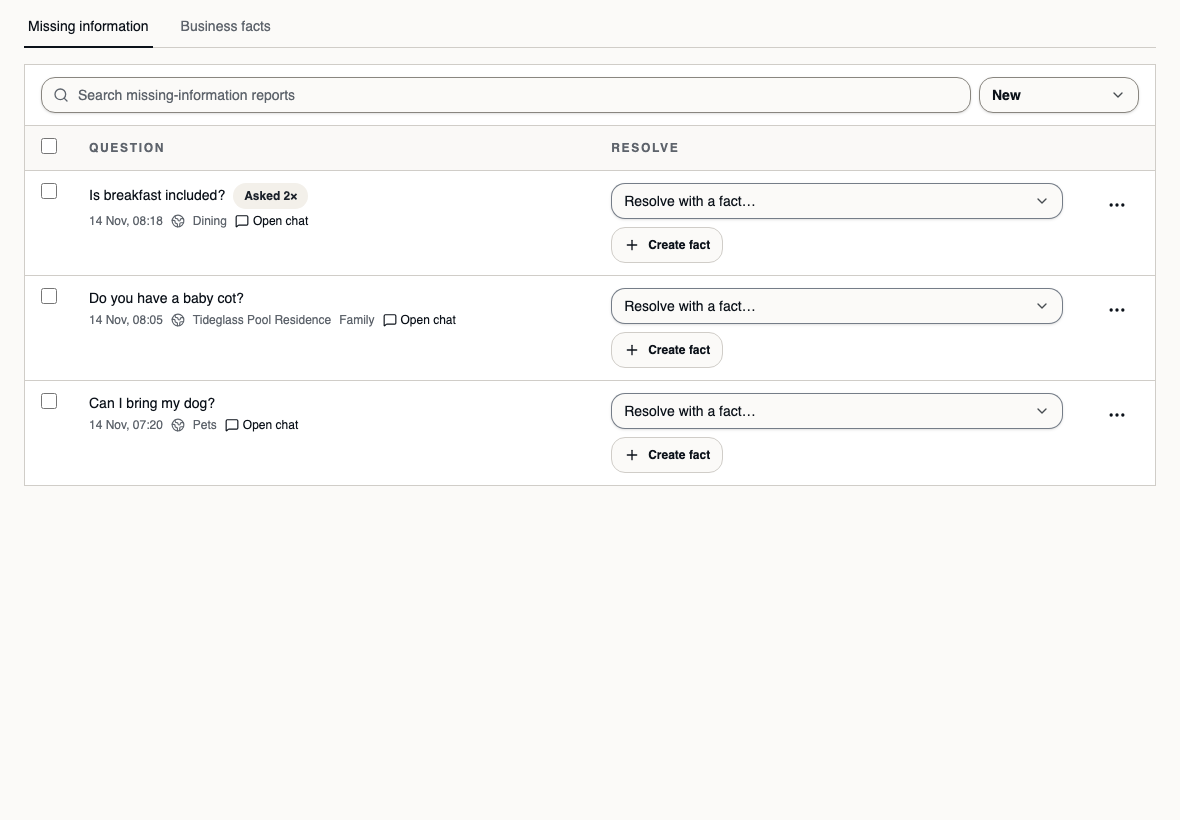 Missing information Business facts
Search missing-information reports New
QUESTION RESOLVE
Is breakfast included? Asked 2× Resolve with a fact…
14 Nov, 08:18 Dining Open chat
Create fact
Do you have a baby cot? Resolve with a fact…
14 Nov, 08:05 Tideglass Pool Residence Family Open chat
Create fact
Can I bring my dog? Resolve with a fact…
14 Nov, 07:20 Pets Open chat
Create fact